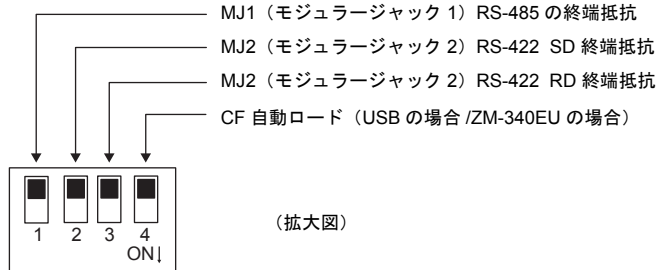 MJ1（モジュラージャック 1）RS-485 の終端抵抗
MJ2（モジュラージャック 2）RS-422 SD 終端抵抗
MJ2（モジュラージャック 2）RS-422 RD 終端抵抗
CF 自動ロード（USB の場合 /ZM-340EU の場合）
1 2 3 4
ON↓
（拡大図）